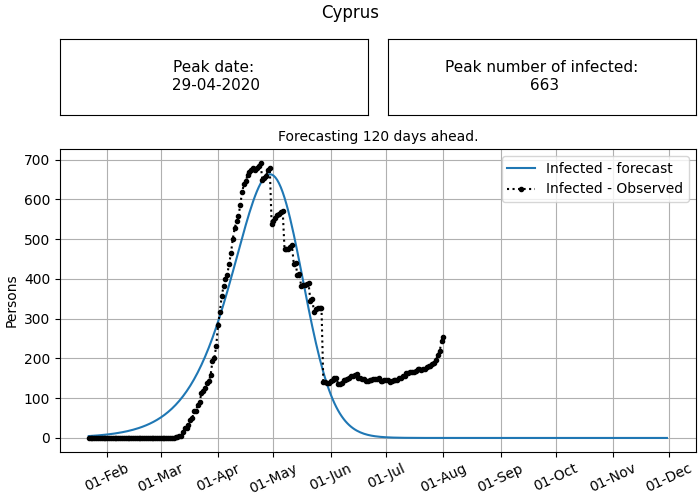 Cyprus
Peak date:
29-04-2020
Peak number of infected:
663
Forecasting 120 days ahead.
Infected - forecast
Infected - Observed
Persons
700
600
500
400
300
200
100
0
01-Feb
01-Mar
01-Apr
01-May
01-Jun
01-Jul
01-Aug
01-Sep
01-Oct
01-Nov
01-Dec